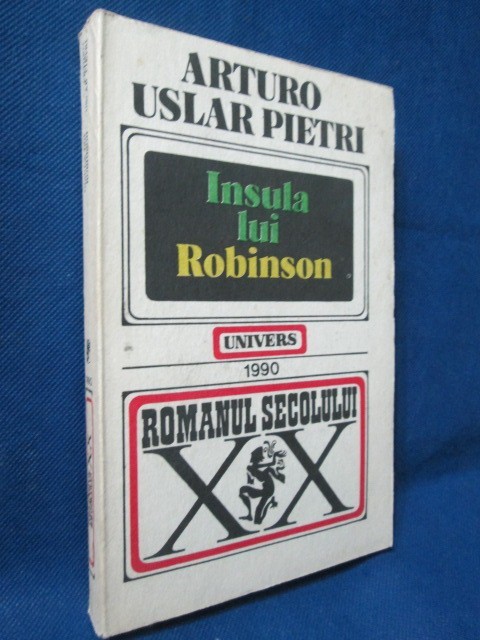 ARTURO
USLAR PIETRI
Insula
lui
Robinson
UNIVERS
1990
ROMANUL SECOLULUI
XX